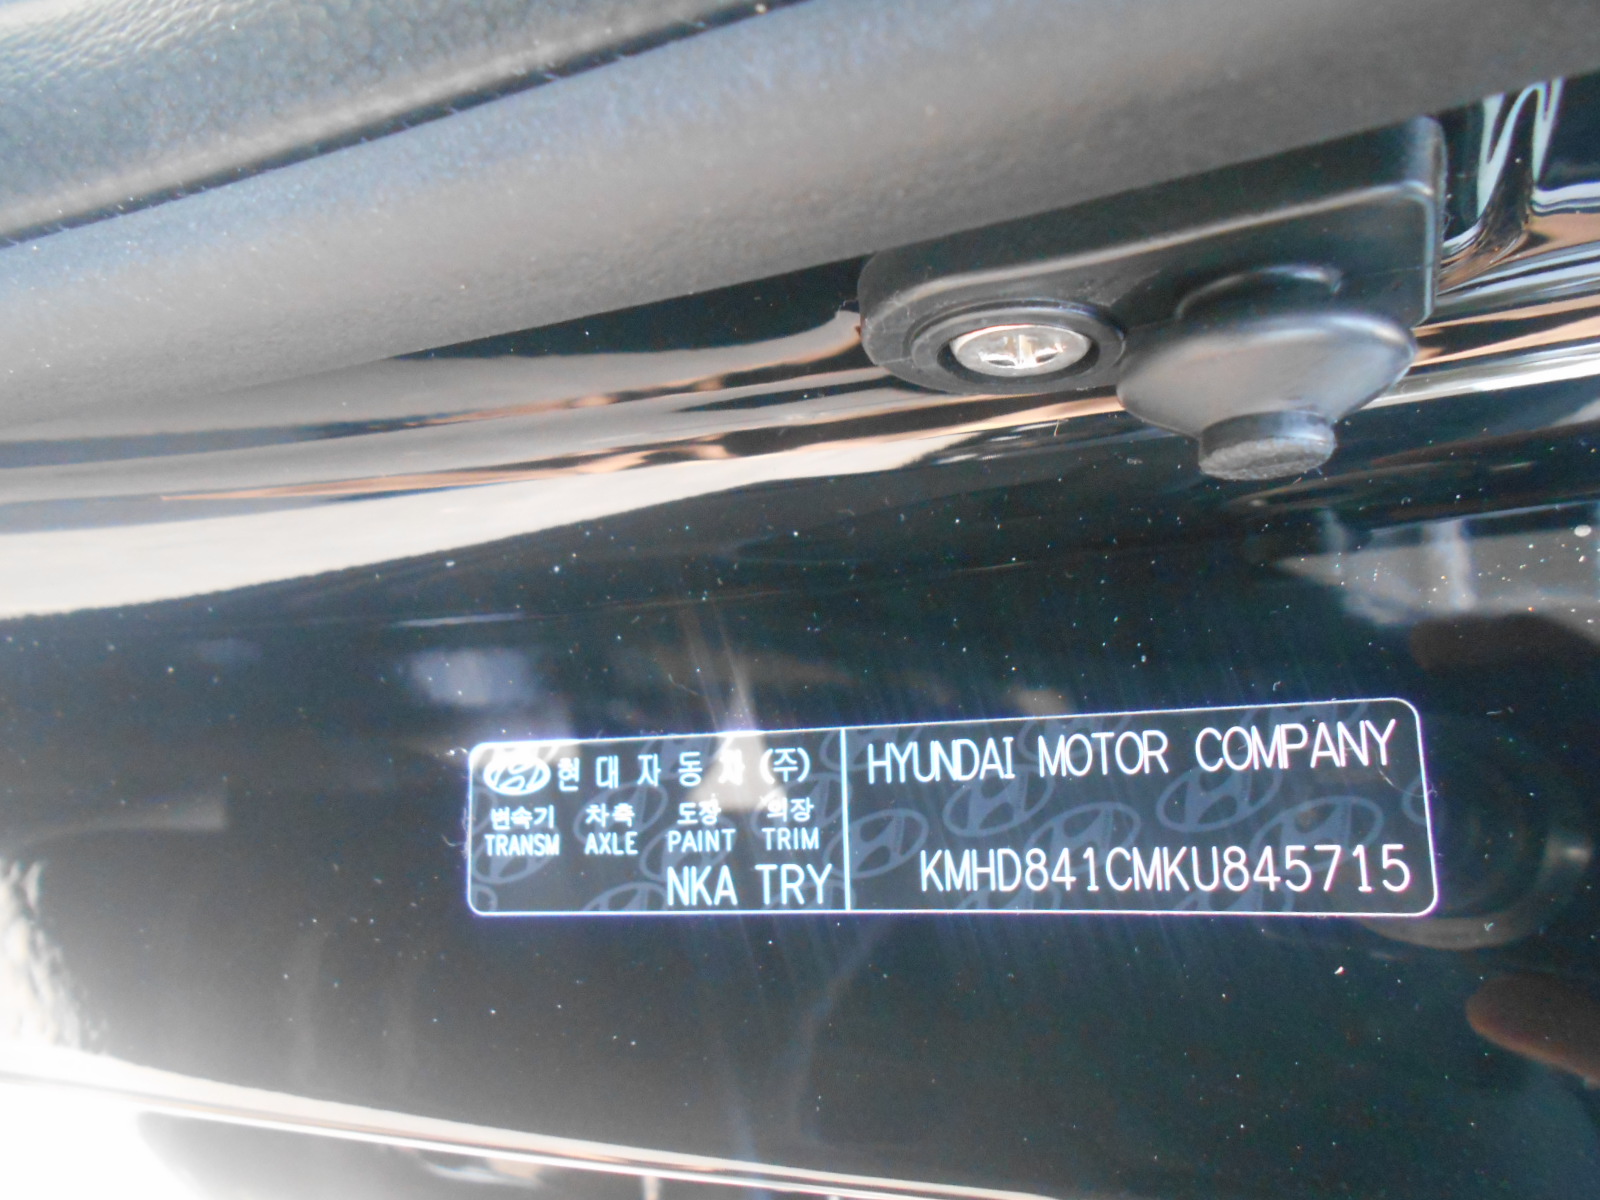 현대자동차(주)
변속기 차축 도장 의장
TRANSM AXLE PAINT TRIM
NKA TRY
HYUNDAI MOTOR COMPANY
KMHD841CMKU845715